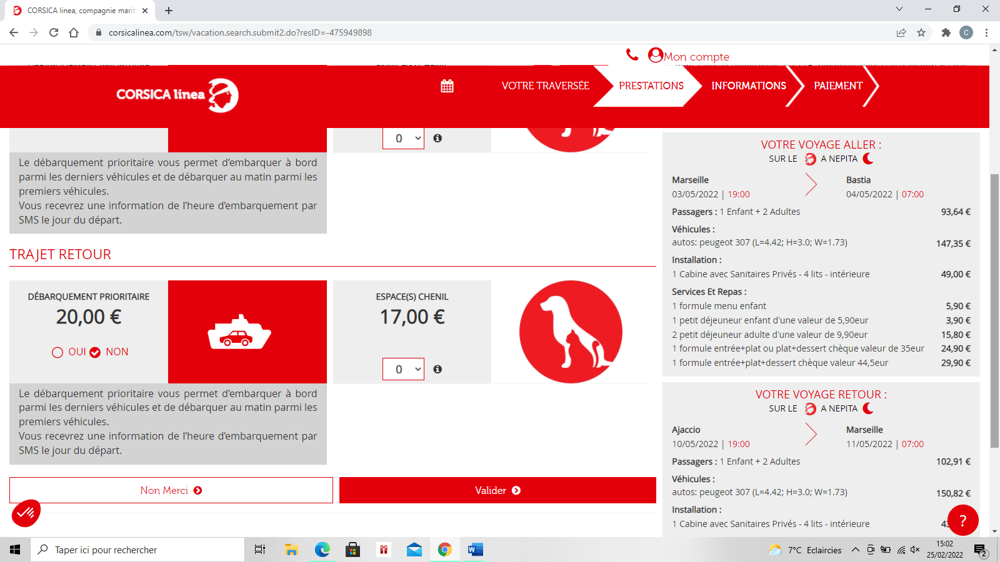 CORSICA linea, compagnie marit
corsicalinea.com/tsw/vacation.search.submit2.do?resID=-475949898
C
Mon compte
CORSICA linea
VOTRE TRAVERSÉE
PRESTATIONS
INFORMATIONS
PAIEMENT
0
Le débarquement prioritaire vous permet d’embarquer à bord
parmi les derniers véhicules et de débarquer au matin parmi les
premiers véhicules.
Vous recevrez une information de l’heure d’embarquement par
SMS le jour du départ.
TRAJET RETOUR
DÉBARQUEMENT PRIORITAIRE
20,00 €
OUI NON
ESPACE(S) CHENIL
17,00 €
0
Le débarquement prioritaire vous permet d’embarquer à bord
parmi les derniers véhicules et de débarquer au matin parmi les
premiers véhicules.
Vous recevrez une information de l’heure d’embarquement par
SMS le jour du départ.
Non Merci
Valider
VOTRE VOYAGE ALLER :
SUR LE A NEPITA
Marseille Bastia
03/05/2022 | 19:00 04/05/2022 | 07:00
Passagers : 1 Enfant + 2 Adultes 93,64 €
Véhicules :
autos: peugeot 307 (L=4.42; H=3.0; W=1.73) 147,35 €
Installation :
1 Cabine avec Sanitaires Privés - 4 lits - intérieure 49,00 €
Services Et Repas :
1 formule menu enfant 5,90 €
1 petit déjeuner enfant d'une valeur de 5,90eur 3,90 €
2 petit déjeuner adulte d'une valeur de 9,90eur 15,80 €
1 formule entrée+plat ou plat+dessert chèque valeur de 35eur 24,90 €
1 formule entrée+plat+dessert chèque valeur 44,5eur 29,90 €
VOTRE VOYAGE RETOUR :
SUR LE A NEPITA
Ajaccio Marseille
10/05/2022 | 19:00 11/05/2022 | 07:00
Passagers : 1 Enfant + 2 Adultes 102,91 €
Véhicules :
autos: peugeot 307 (L=4.42; H=3.0; W=1.73) 150,82 €
Installation :
1 Cabine avec Sanitaires Privés - 4 lits - intérieure
?
Taper ici pour rechercher
7°C Eclaircies
15:02
25/02/2022
2